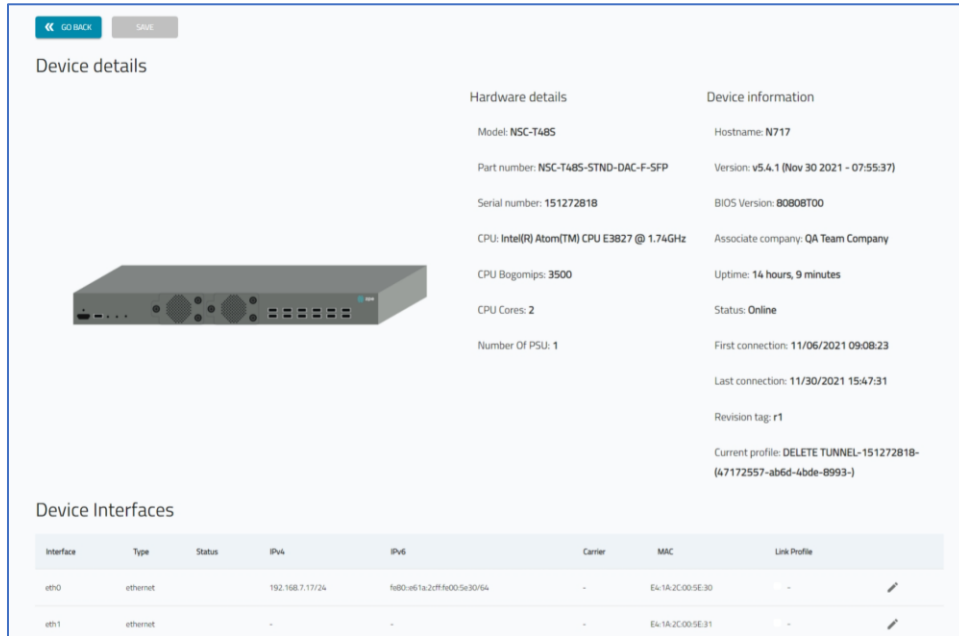 GO BACK SAVE
Device details
Hardware details
Model: NSC-T48S
Part number: NSC-T48S-STND-DAC-F-SFP
Serial number: 151272818
CPU: Intel(R) Atom(TM) CPU E3827 @ 1.74GHz
CPU Bogomips: 3500
CPU Cores: 2
Number Of PSU: 1
Device information
Hostname: N717
Version: v5.4.1 (Nov 30 2021 - 07:55:37)
BIOS Version: 80808T00
Associate company: QA Team Company
Uptime: 14 hours, 9 minutes
Status: Online
First connection: 11/06/2021 09:08:23
Last connection: 11/30/2021 15:47:31
Revision tag: r1
Current profile: DELETE TUNNEL-151272818-
(47172557-ab6d-4bde-8993-)
Device Interfaces
Interface Type Status IPv4 IPv6 Carrier MAC Link Profile
eth0 ethernet 192.168.7.17/24 fe80::e61a:2cff:fe00:5e30/64 - E4:1A:2C:00:5E:30 -
eth1 ethernet - - - E4:1A:2C:00:5E:31 -